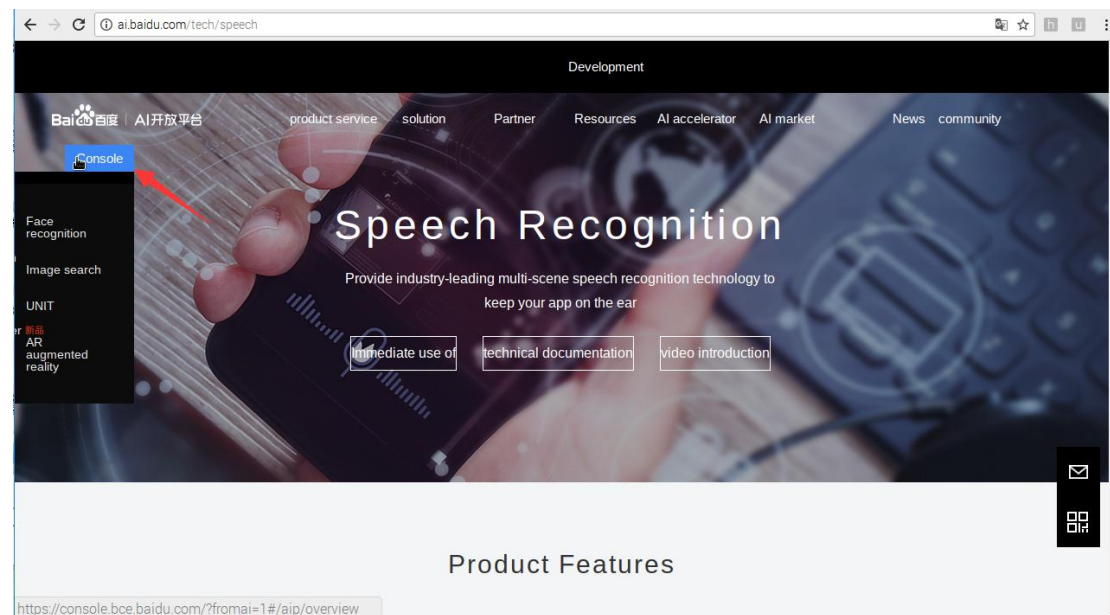 ai.baidu.com/tech/speech
h u
Development
Bai du 百度 | AI开放平台
product service solution Partner Resources AI accelerator AI market News community
Console
Face
recognition
Image search
UNIT
er 新品
AR
augmented
reality
Speech Recognition
Provide industry-leading multi-scene speech recognition technology to
keep your app on the ear
Immediate use of technical documentation video introduction
Product Features
https://console.bce.baidu.com/?fromai=1#/aip/overview